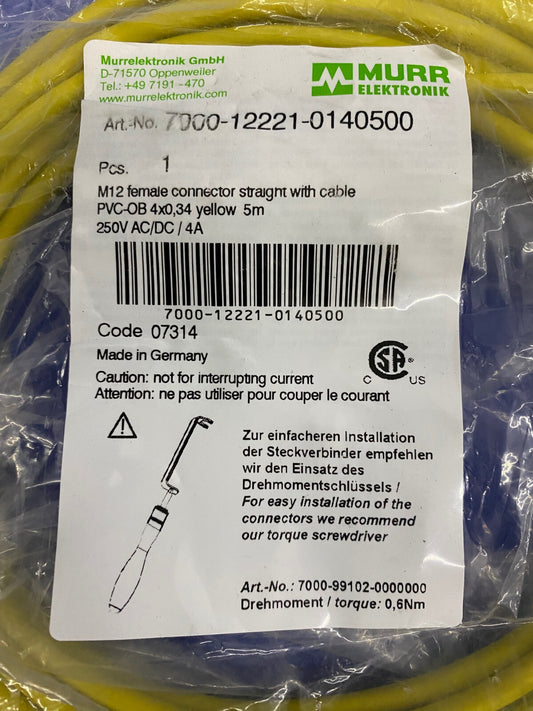 Murrelektronik GmbH
D-71570 Oppenweiler
Tel.: +49 7191 -470
www.murrelektronik.com
MURR
ELEKTRONIK
Art.-No. 7000-12221-0140500
Pcs. 1
M12 female connector straight with cable
PVC-OB 4x0,34 yellow 5m
250V AC/DC / 4A
7000-12221-0140500
Code 07314
Made in Germany
Caution: not for interrupting current
Attention: ne pas utiliser pour couper le courant
C SA ® US
Zur einfacheren Installation
der Steckverbinder empfehlen
wir den Einsatz des
Drehmomentschlüssels !
For easy installation of the
connectors we recommend
our torque screwdriver
Art.-No.: 7000-99102-0000000
Drehmoment / torque: 0,6Nm